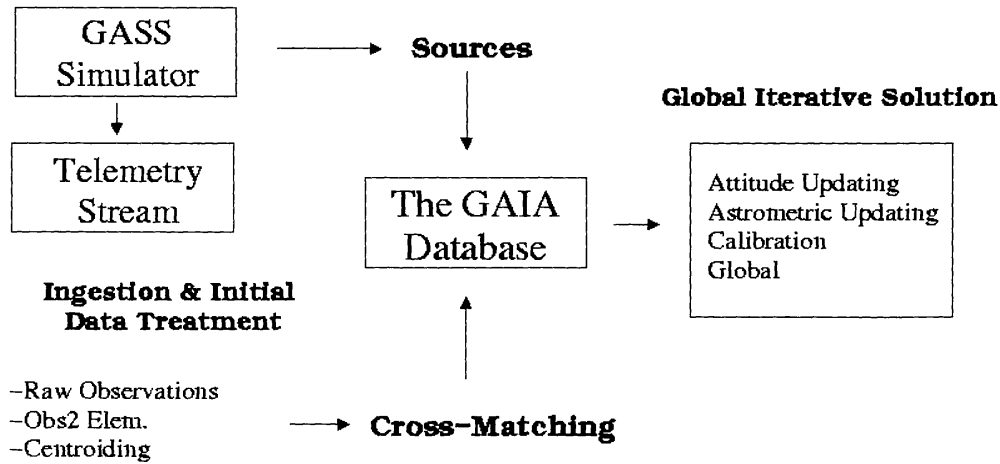 GASS
Simulator
Sources
Telemetry
Stream
Global Iterative Solution
The GAIA
Database
Attitude Updating
Astrometric Updating
Calibration
Global
Ingestion & Initial
Data Treatment
–Raw Observations
–Obs2 Elem.
–Centroiding
Cross–Matching